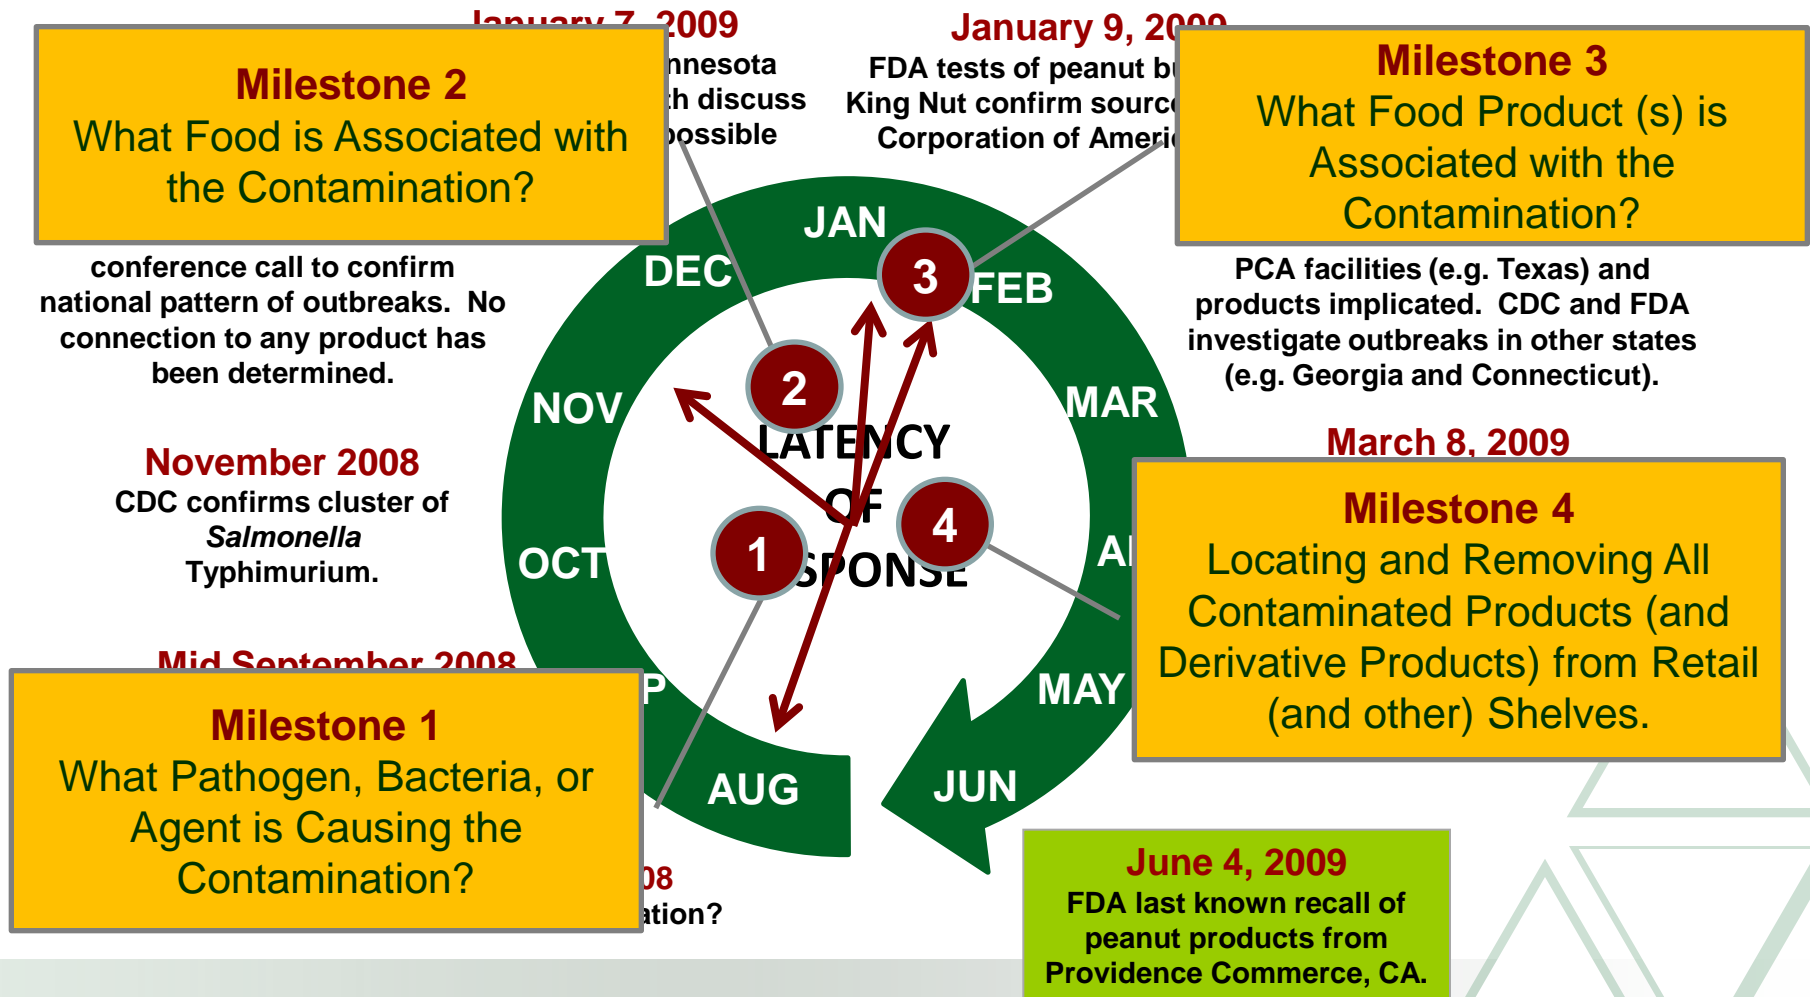 January 7, 2009
discuss
possible
January 9, 2009
FDA tests of peanut
King Nut confirm
Corporation of
Milestone 2
What Food is Associated with
the Contamination?
Milestone 3
What Food Product (s) is
Associated with the
Contamination?
conference call to confirm
national pattern of outbreaks. No
connection to any product has
been determined.
PCA facilities (e.g. Texas) and
products implicated. CDC and FDA
investigate outbreaks in other states
(e.g. Georgia and Connecticut).
November 2008
CDC confirms cluster of
Salmonella
Typhimurium.
March 8, 2009
Mid September 2008
Milestone 1
What Pathogen, Bacteria, or
Agent is Causing the
Contamination?
Milestone 4
Locating and Removing All
Contaminated Products (and
Derivative Products) from Retail
(and other) Shelves.
JAN
FEB
MAR
MAY
JUN
AUG
OCT
NOV
DEC
LATENCY
OF
1
2
3
4
June 4, 2009
FDA last known recall of
peanut products from
Providence Commerce, CA.